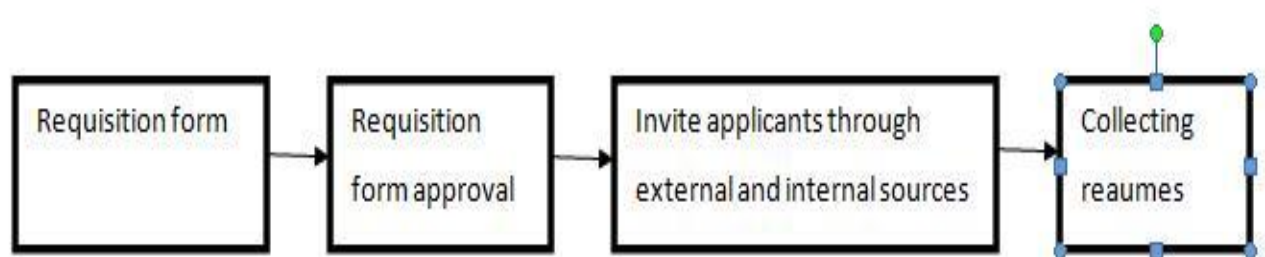 Requisition form
Requisition
form approval
Invite applicants through
external and internal sources
Collecting
reaumes